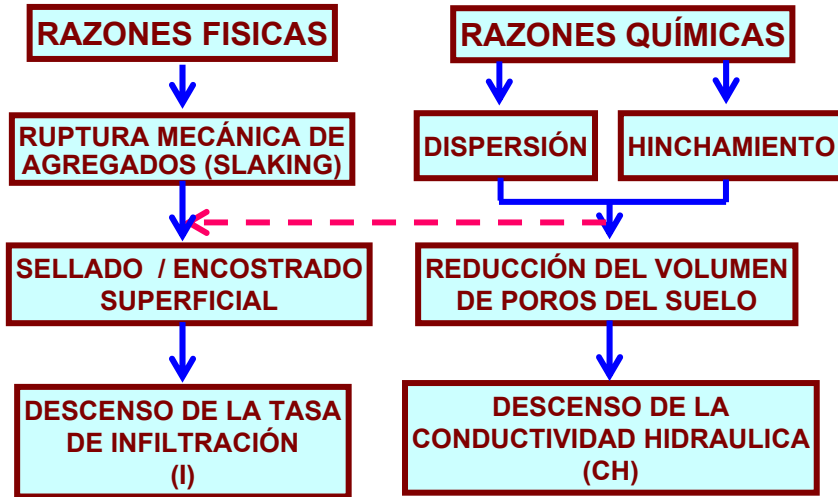 RAZONES FISICAS
RUPTURA MECÁNICA DE
AGREGADOS (SLAKING)
SELLADO / ENCOSTRADO
SUPERFICIAL
DESCENSO DE LA TASA
DE INFILTRACIÓN
(I)
RAZONES QUÍMICAS
DISPERSIÓN
HINCHAMIENTO
REDUCCIÓN DEL VOLUMEN
DE POROS DEL SUELO
DESCENSO DE LA
CONDUCTIVIDAD HIDRAULICA
(CH)